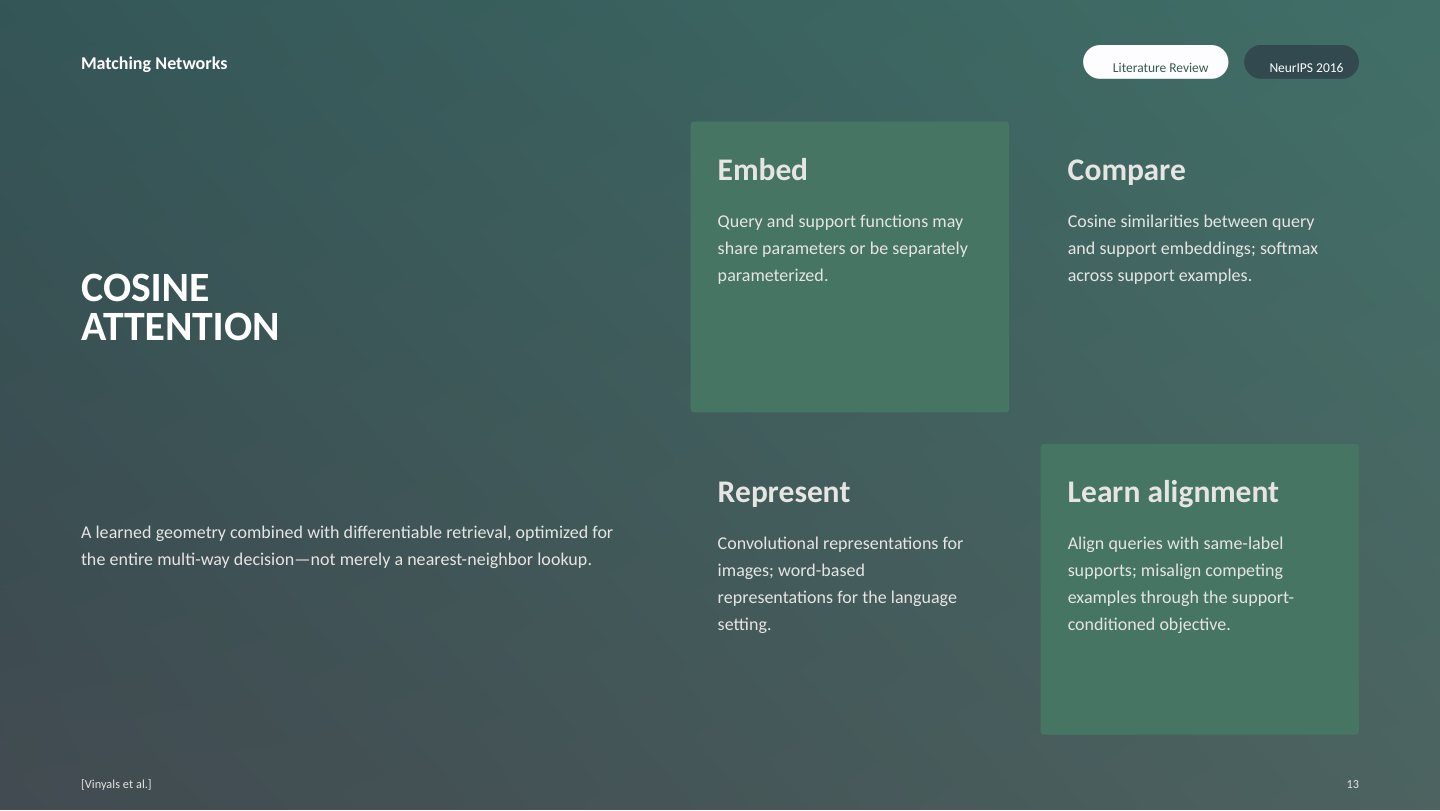 Matching Networks
Literature Review
NeurIPS 2016
COSINE
ATTENTION
A learned geometry combined with differentiable retrieval, optimized for
the entire multi-way decision—not merely a nearest-neighbor lookup.
Embed
Query and support functions may
share parameters or be separately
parameterized.
Compare
Cosine similarities between query
and support embeddings; softmax
across support examples.
Represent
Convolutional representations for
images; word-based
representations for the language
setting.
Learn alignment
Align queries with same-label
supports; misalign competing
examples through the support-
conditioned objective.
[Vinyals et al.]
13